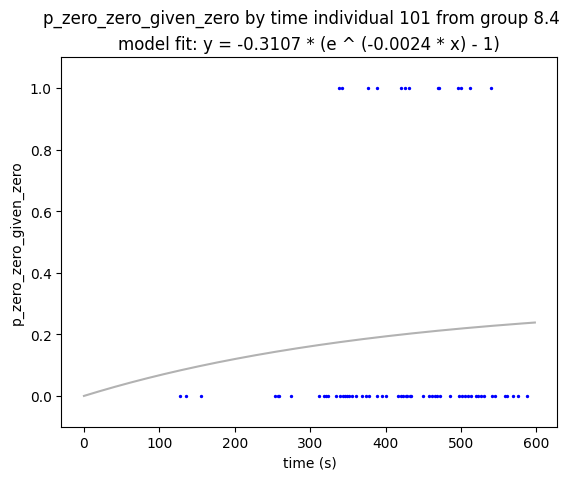 p_zero_zero_given_zero by time individual 101 from group 8.4
model fit: y = -0.3107 * (e ^ (-0.0024 * x) - 1)
1.0
0.8
0.6
0.4
0.2
0.0
p_zero_zero_given_zero
0 100 200 300 400 500 600
time (s)